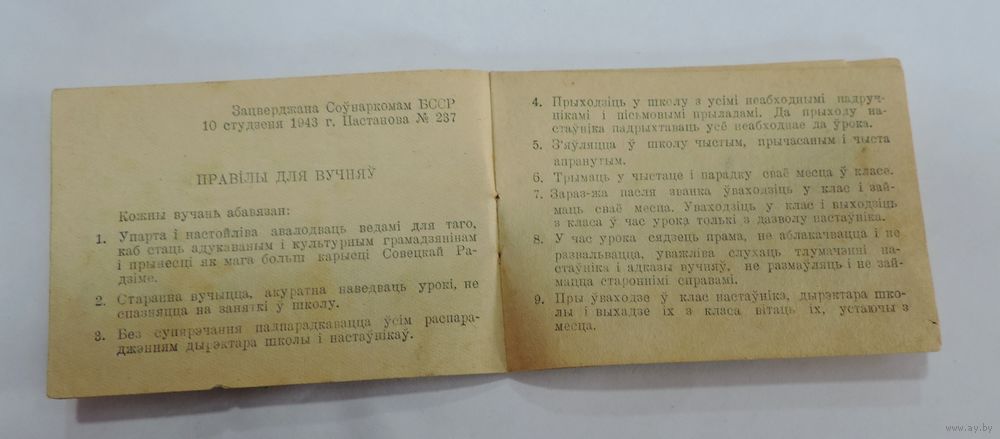 Зацверджана Соўнаркомам БССР
10 студзеня 1943 г. Пастанова № 237
ПРАВІЛЫ ДЛЯ ВУЧНЯЎ
Кожны вучань абавязан:
1. Упарта і настойліва авалодваць ведамі для таго,
каб стаць адукаваным і культурным грамадзянінам
і прынесці як мага больш карысці Совецкай Ра-
дзіме.
2. Старанна вучыцца, акуратна наведваць урокі, не
спазняцца на заняткі ў школу.
3. Без супярэчання падпарадкавацца ўсім распара-
джэнням дырэктара школы і настаўнікаў.
4. Прыходзіць у школу з усімі неабходнымі падруч-
нікамі і пісьмовымі прыладамі. Да прыходу на-
стаўніка падрыхтаваць усё неабходнае да ўрока.
5. З'яўляцца ў школу чыстым, прычасаным і чыста
апранутым.
6. Трымаць у чыстаце і парадку сваё месца ў класе.
7. Зараз-жа пасля званка ўваходзіць у клас і зай-
маць сваё месца. Уваходзіць у клас і выходзіць
з класа ў час урока толькі з дазволу настаўніка.
8. У час урока сядзець прама, не аблакачвацца і не
развальвацца, уважліва слухаць тлумачэнні на-
стаўніка і адказы вучняў, не размаўляць і не зай-
мацца староннімі справамі.
9. Пры ўваходзе ў клас настаўніка, дырэктара шко-
лы і выхадзе іх з класа вітаць іх, устаючы з
месца.
www.ay.by